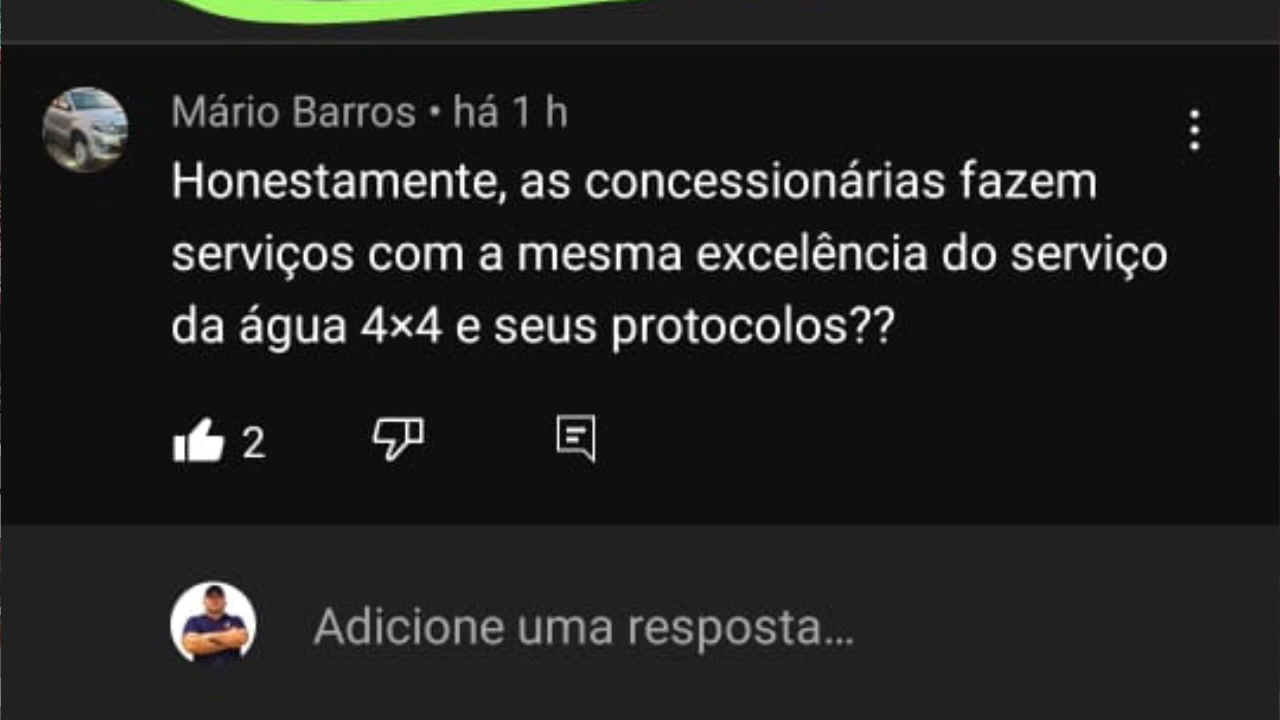 Mário Barros • há 1 h
Honestamente, as concessionárias fazem
serviços com a mesma excelência do serviço
da água 4×4 e seus protocolos??
2
Adicione uma resposta...